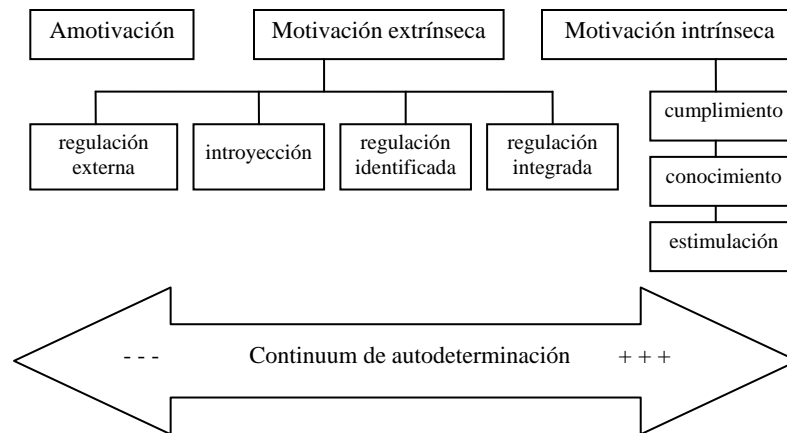 Amotivación
Motivación extrínseca
Motivación intrínseca
regulación
externa
introyección
regulación
identificada
regulación
integrada
cumplimiento
conocimiento
estimulación
- - - Continuum de autodeterminación + + +